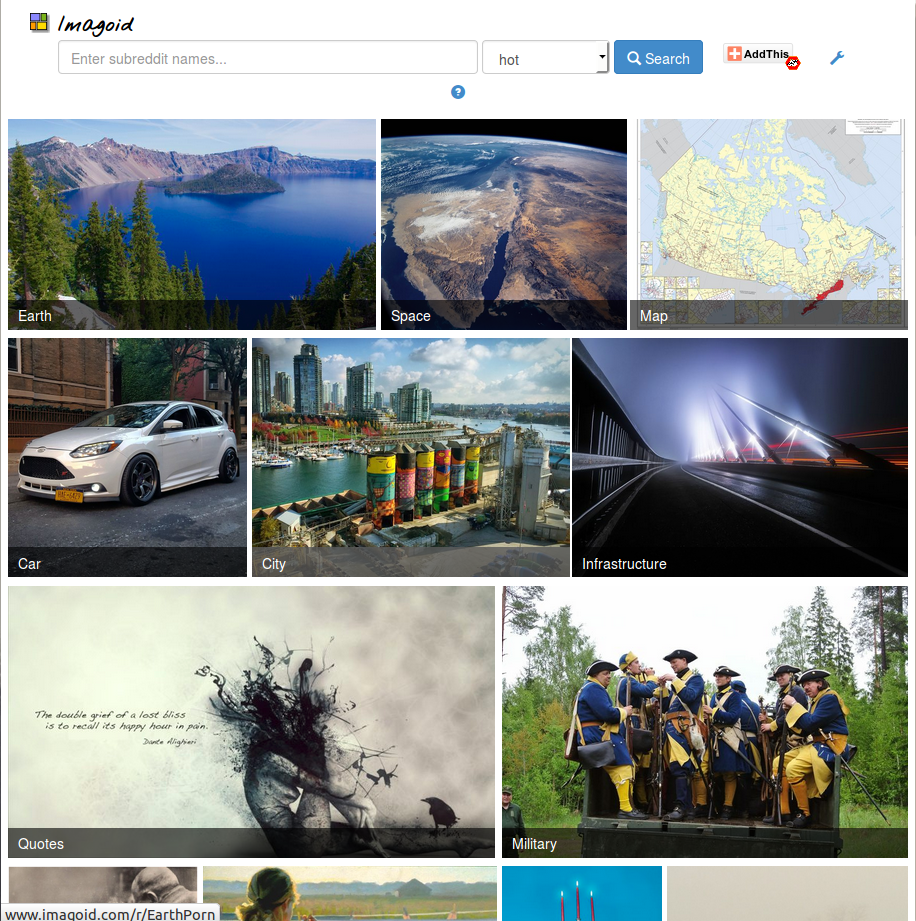 Imagoid
Enter subreddit names...
hot
Search
AddThis
?
Earth
Space
Map
Car
City
Infrastructure
The double grief of a lost bliss
is to recall its happy hour in pain.
Dante Alighieri
Quotes
Military
www.imagoid.com/r/EarthPorn